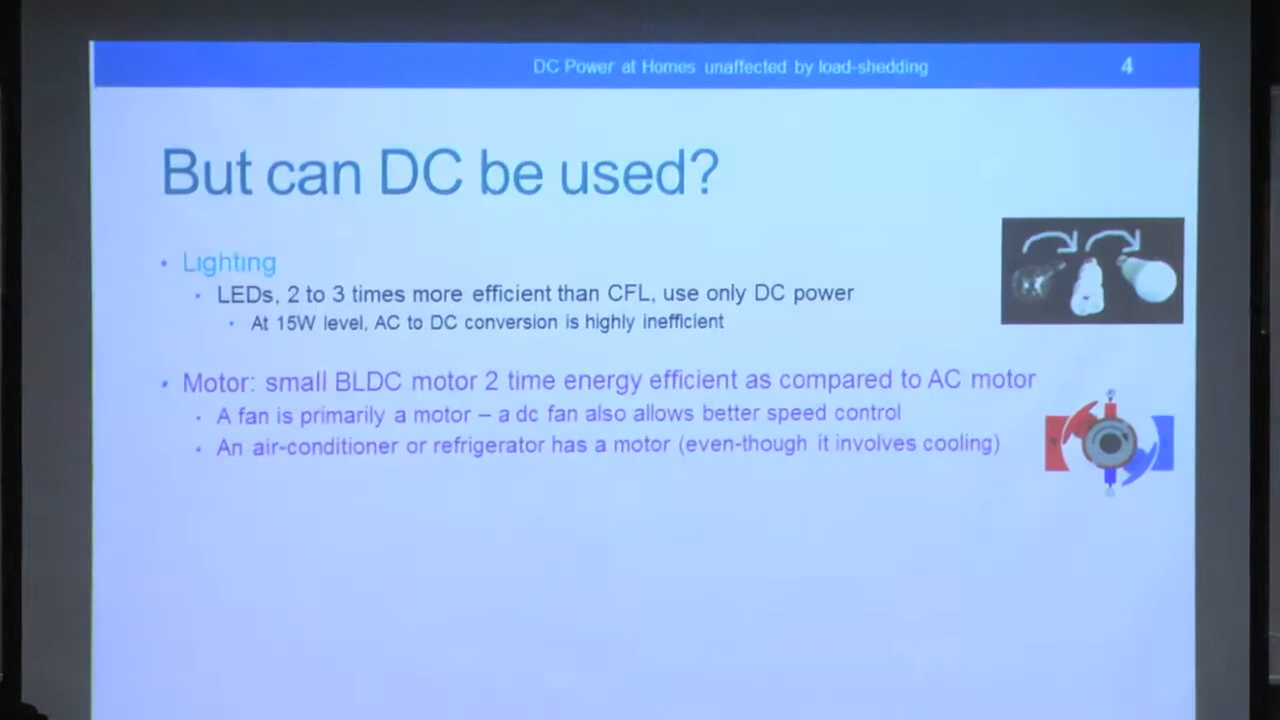 DC Power at Homes unaffected by load-shedding 4
But can DC be used?
• Lighting
• LEDs, 2 to 3 times more efficient than CFL, use only DC power
• At 15W level, AC to DC conversion is highly inefficient
• Motor: small BLDC motor 2 time energy efficient as compared to AC motor
• A fan is primarily a motor – a dc fan also allows better speed control
• An air-conditioner or refrigerator has a motor (even-though it involves cooling)